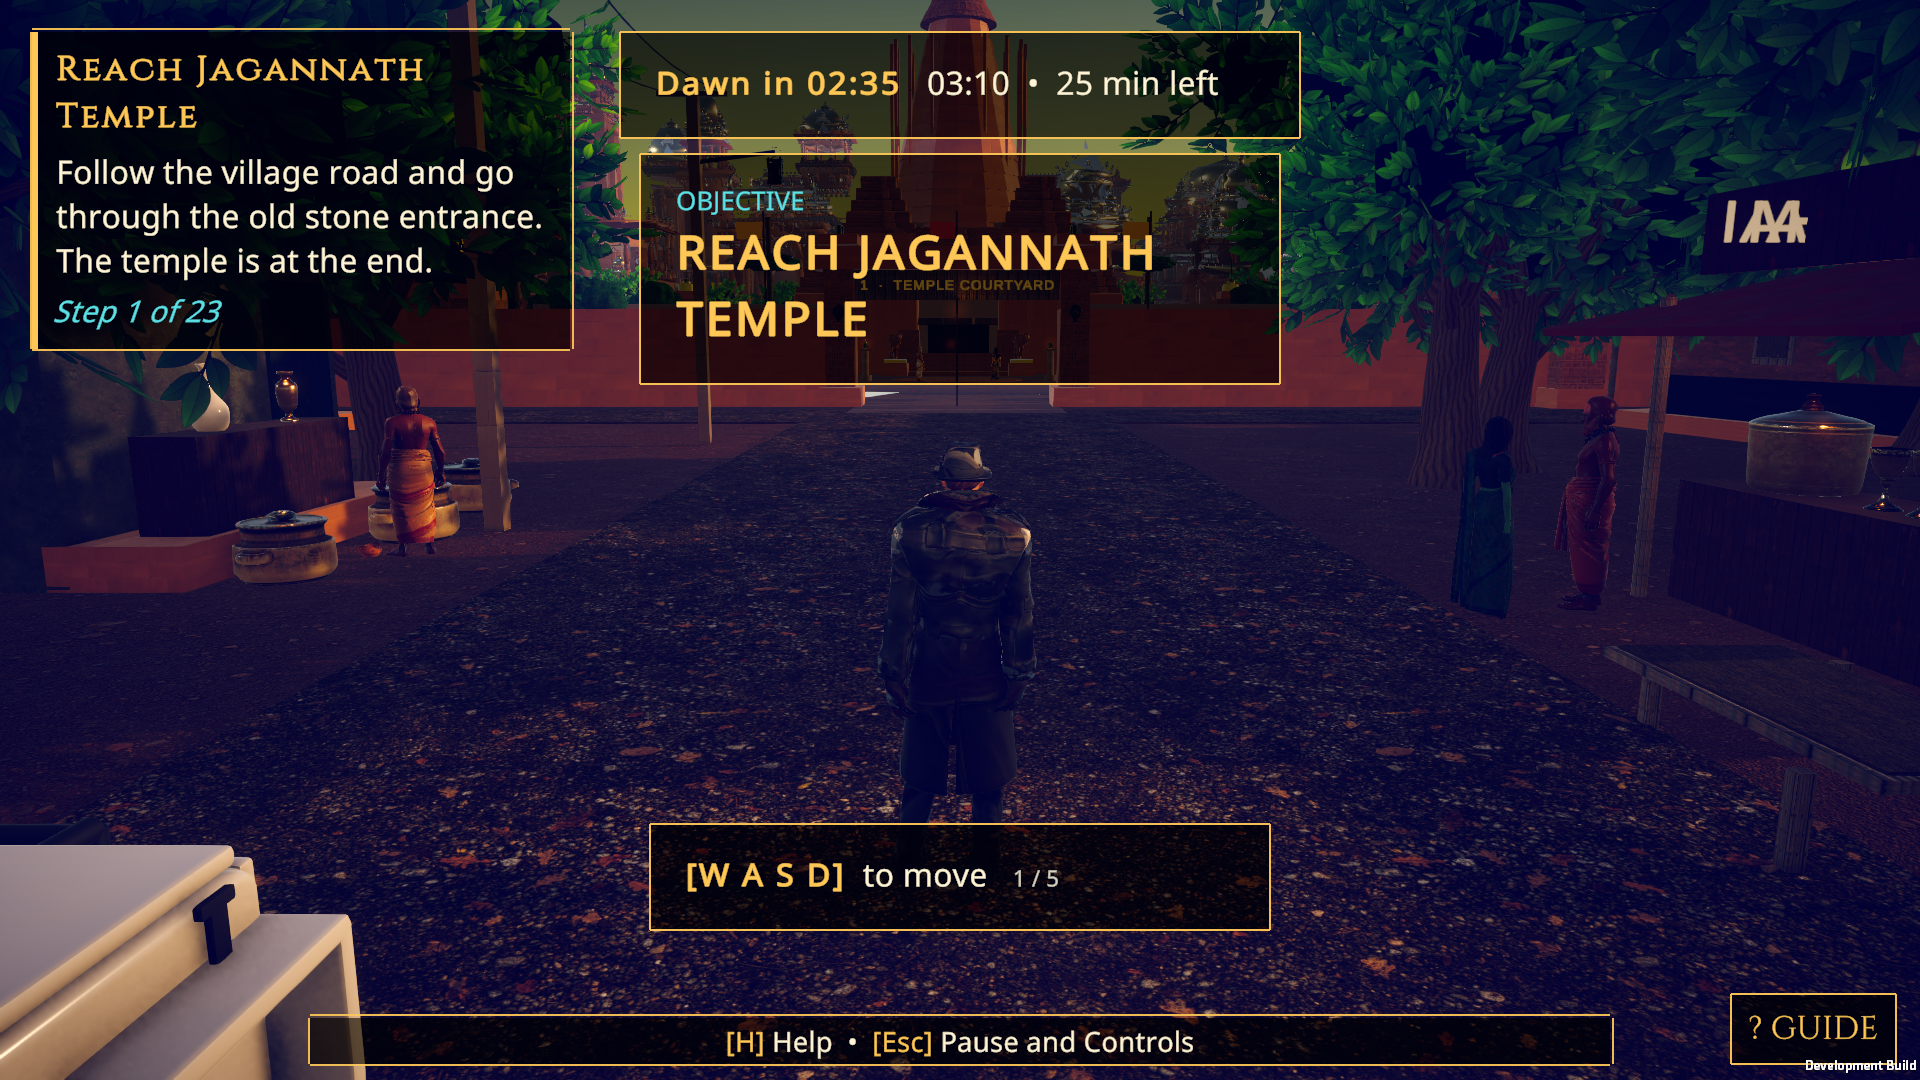 REACH JAGANNATH
TEMPLE
Follow the village road and go
through the old stone entrance.
The temple is at the end.
Step 1 of 23
Dawn in 02:35 03:10 • 25 min left
OBJECTIVE
REACH JAGANNATH
1 · TEMPLE COURTYARD
TEMPLE
[W A S D] to move 1 / 5
[H] Help • [Esc] Pause and Controls
? GUIDE
Development Build